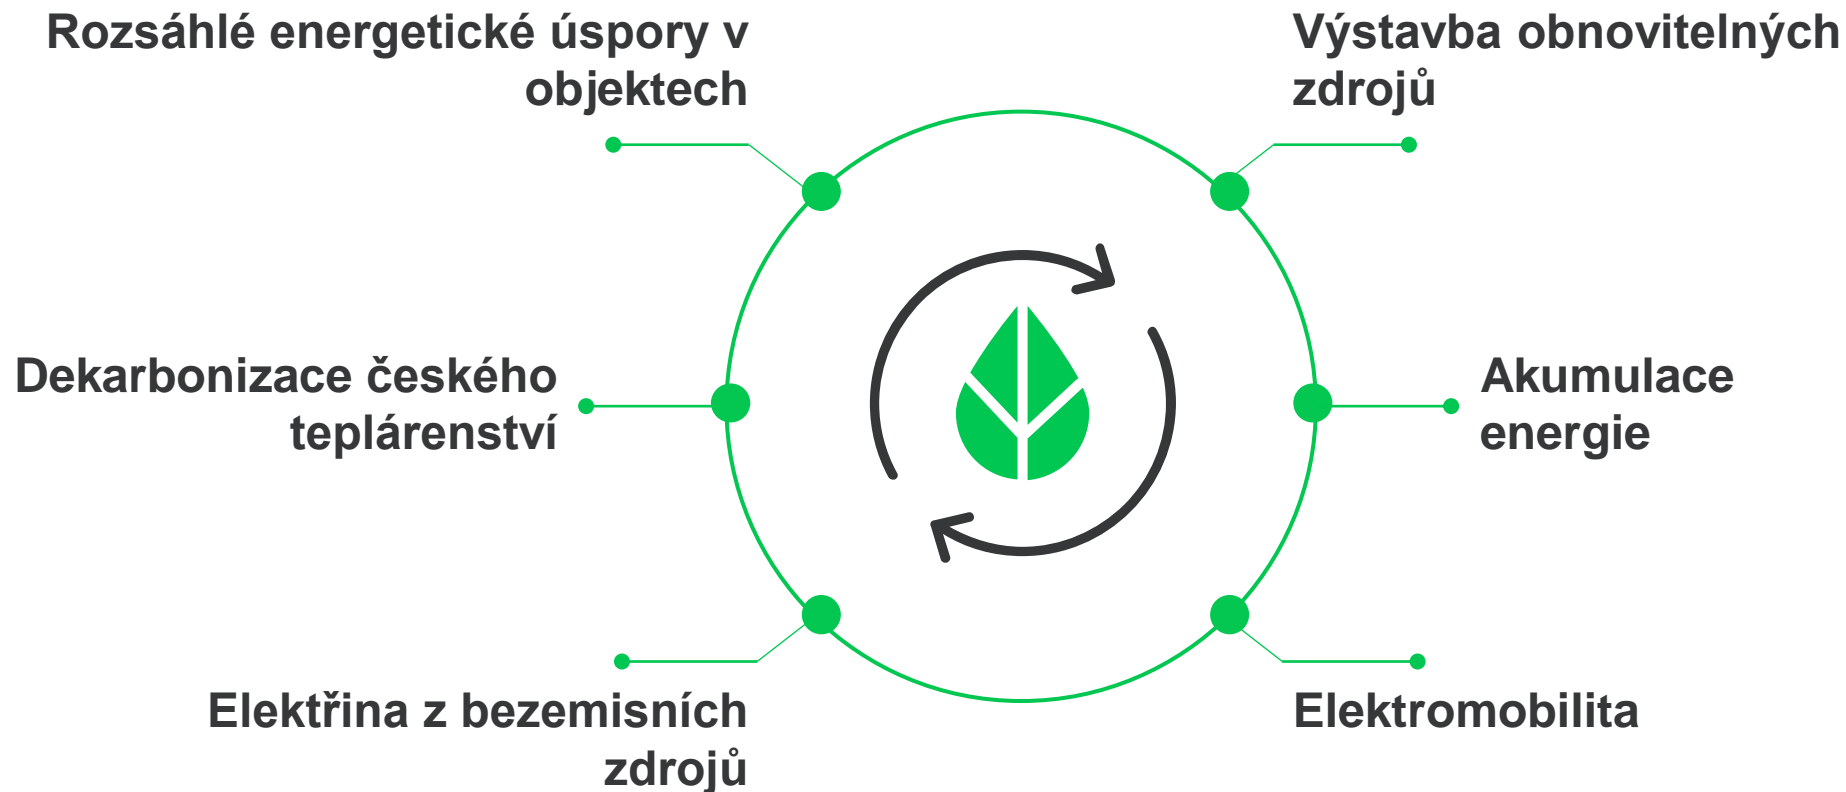 Rozsáhlé energetické úspory v
objektech
Výstavba obnovitelných
zdrojů
Dekarbonizace českého
teplárenství
Akumulace
energie
Elektřina z bezemisních
zdrojů
Elektromobilita